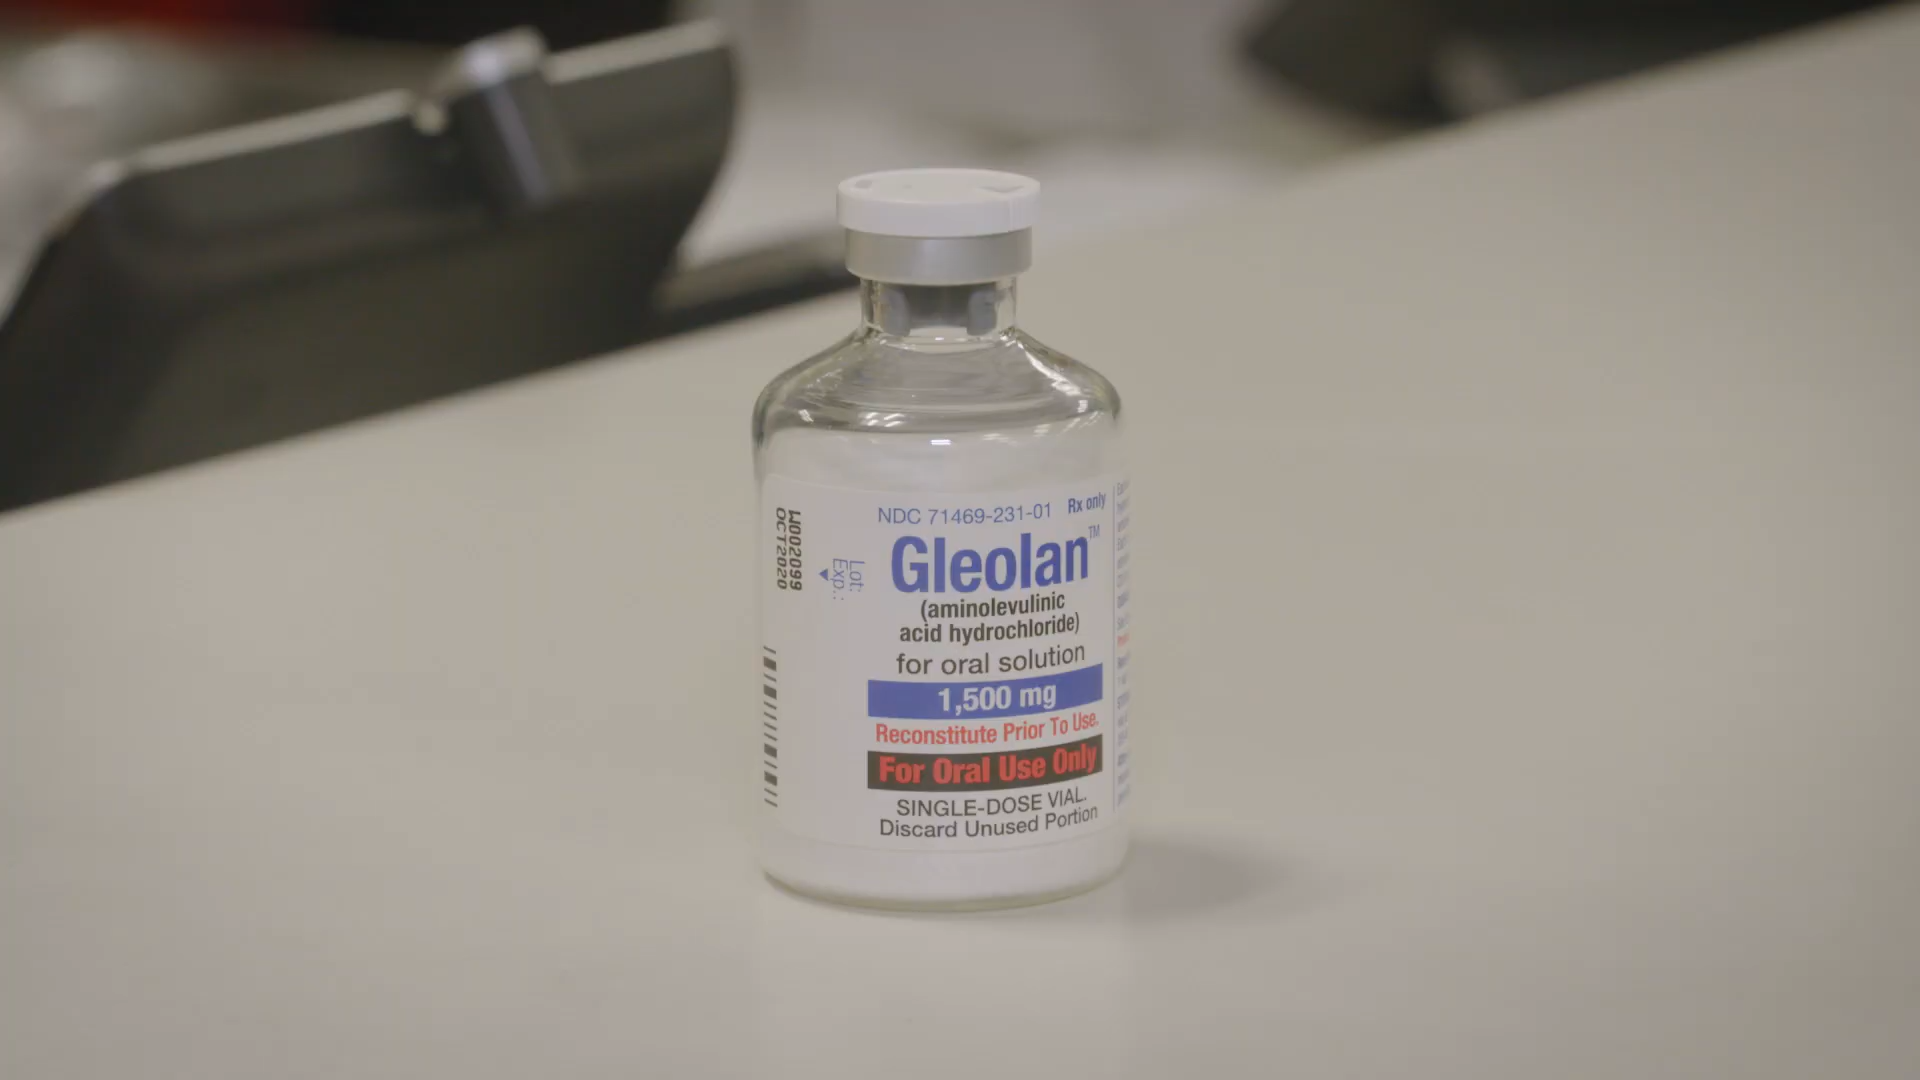 NDC 71469-231-01 Rx only
Gleolan™
(aminolevulinic
acid hydrochloride)
for oral solution
1,500 mg
Reconstitute Prior To Use.
For Oral Use Only
SINGLE-DOSE VIAL.
Discard Unused Portion
Lot:
Exp.:
W002099
OCT2020